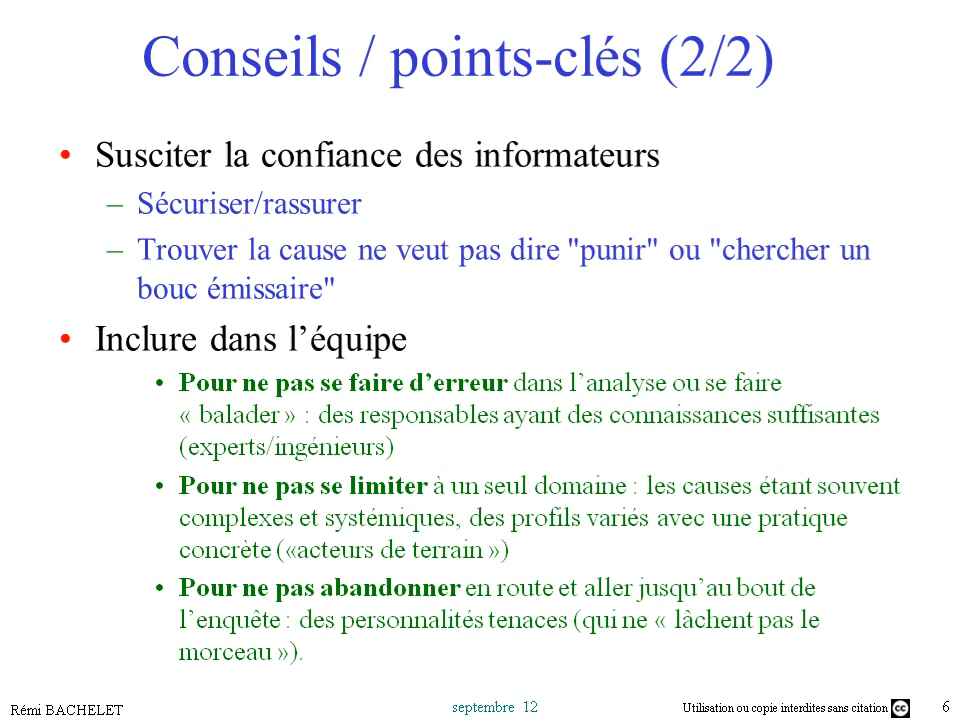 Conseils / points-clés (2/2)
• Susciter la confiance des informateurs
– Sécuriser/rassurer
– Trouver la cause ne veut pas dire "punir" ou "chercher un
bouc émissaire"
• Inclure dans l’équipe
• Pour ne pas se faire d’erreur dans l’analyse ou se faire
« balader » : des responsables ayant des connaissances suffisantes
(experts/ingénieurs)
• Pour ne pas se limiter à un seul domaine : les causes étant souvent
complexes et systémiques, des profils variés avec une pratique
concrète («acteurs de terrain »)
• Pour ne pas abandonner en route et aller jusqu’au bout de
l’enquête : des personnalités tenaces (qui ne « lâchent pas le
morceau »).
Rémi BACHELET
septembre 12
Utilisation ou copie interdites sans citation
cc
6